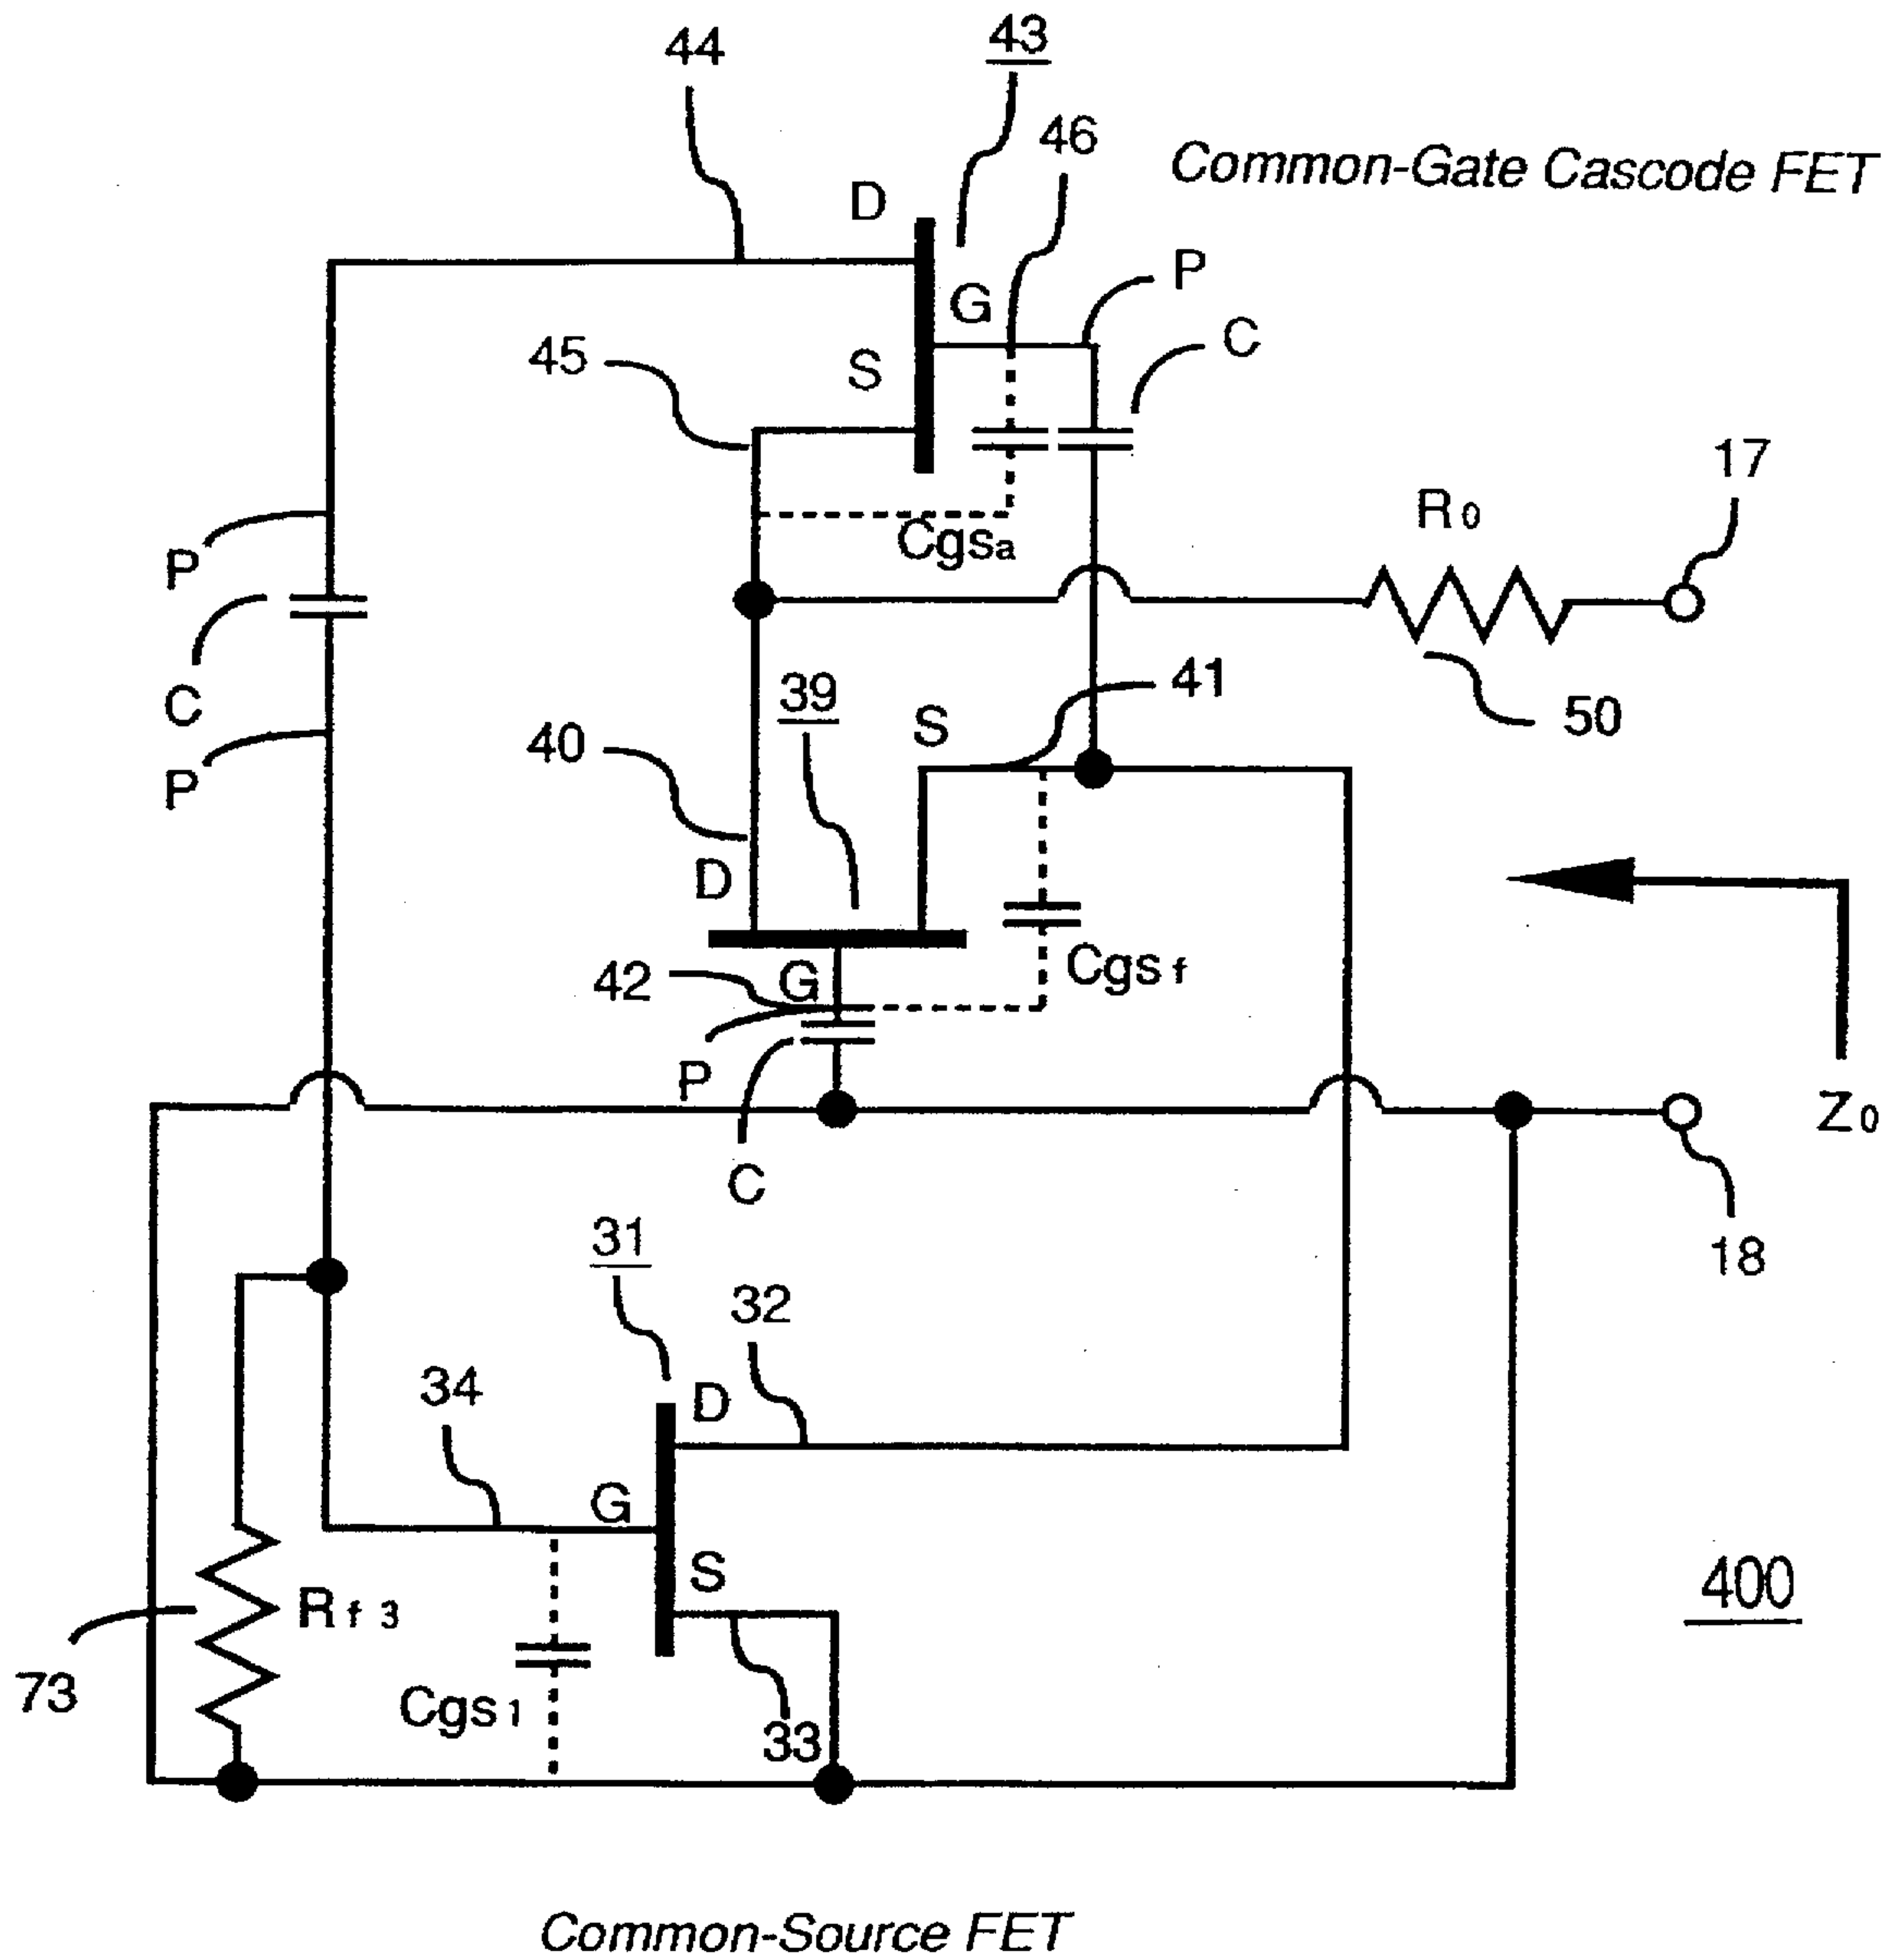 44
43
46
Common-Gate Cascode FET
D
P
G
C
45
S
17
R0
Cgsa
P
C
39
41
50
S
40
P
D
42
G
Cgsf
P
Z0
C
18
31
32
34
D
G
S
400
Rf3
73
Cgs1
33
Common-Source FET